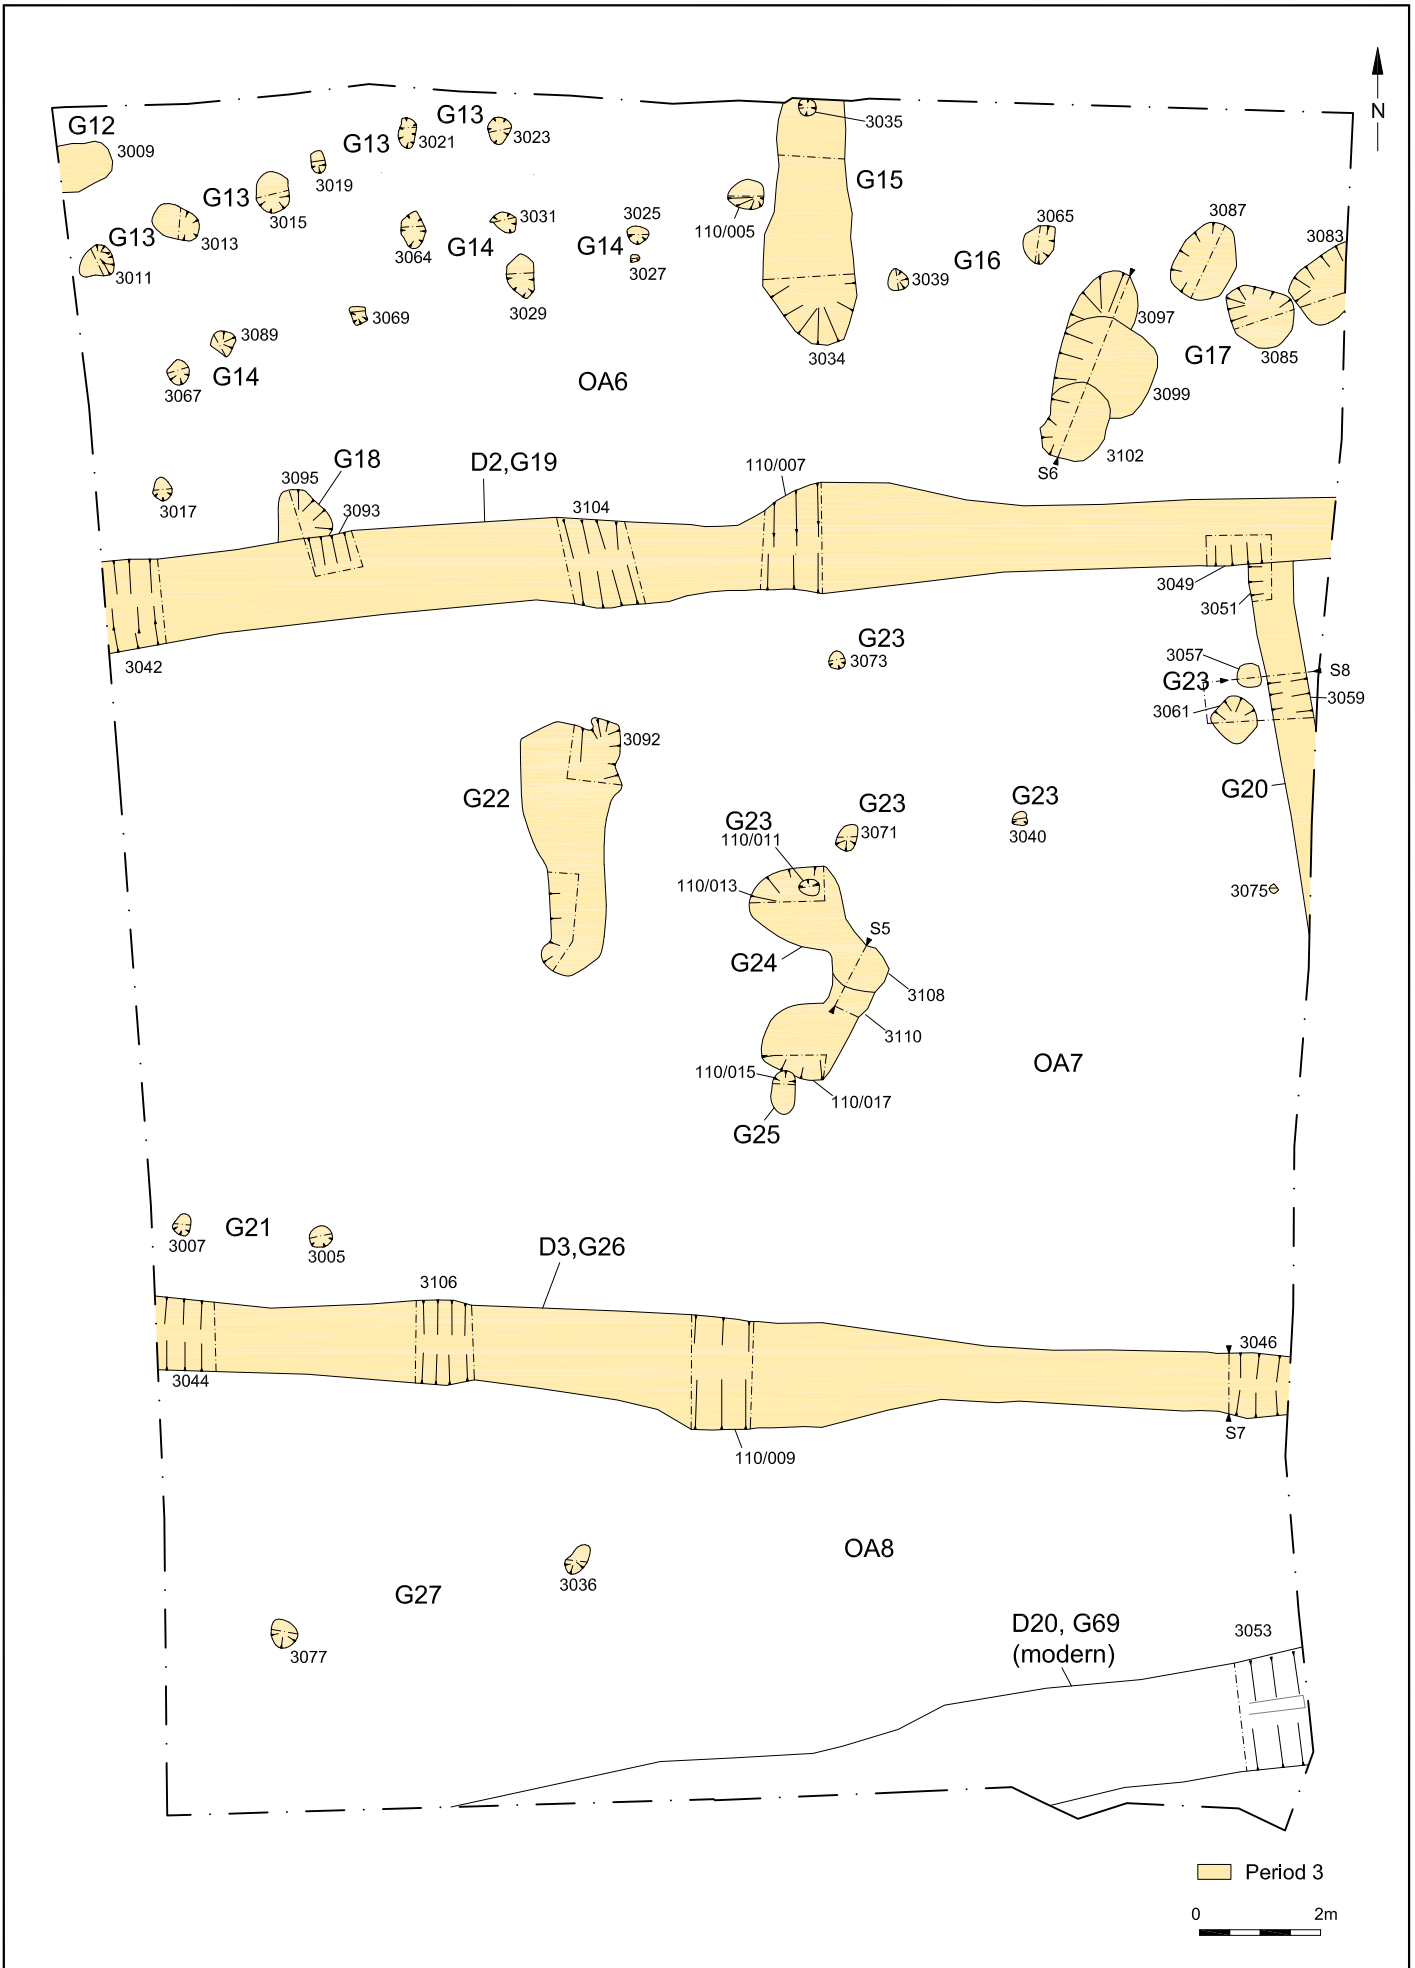 N
G12
3009
G13
3021
G13
3023
3035
G13
3019
G15
G13
3015
3013
G13
3011
3031
3025
110/005
3065
3087
3083
3064
G14
G14
3027
3029
3039
G16
3069
3089
3067
G14
3034
3097
G17
3085
OA6
3099
3102
S6
3017
3095
G18
3093
D2,G19
3104
110/007
3042
3049
3051
G23
3073
3057
S8
G23
3059
3061
3092
G22
G20
G23
3071
G23
110/011
G23
3040
110/013
3075
S5
G24
3108
3110
OA7
110/015
110/017
G25
3007
G21
3005
D3,G26
3106
3044
3046
S7
110/009
OA8
3036
G27
3077
D20, G69
(modern)
3053
Period 3
0 2m